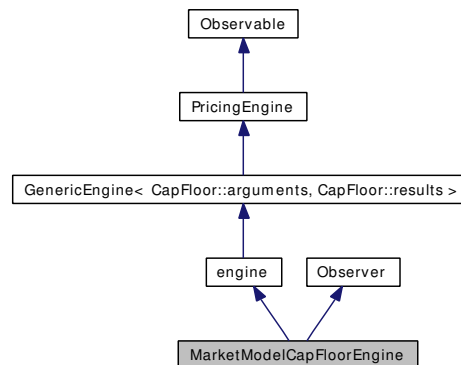 Observable
PricingEngine
GenericEngine< CapFloor::arguments, CapFloor::results >
engine
Observer
MarketModelCapFloorEngine